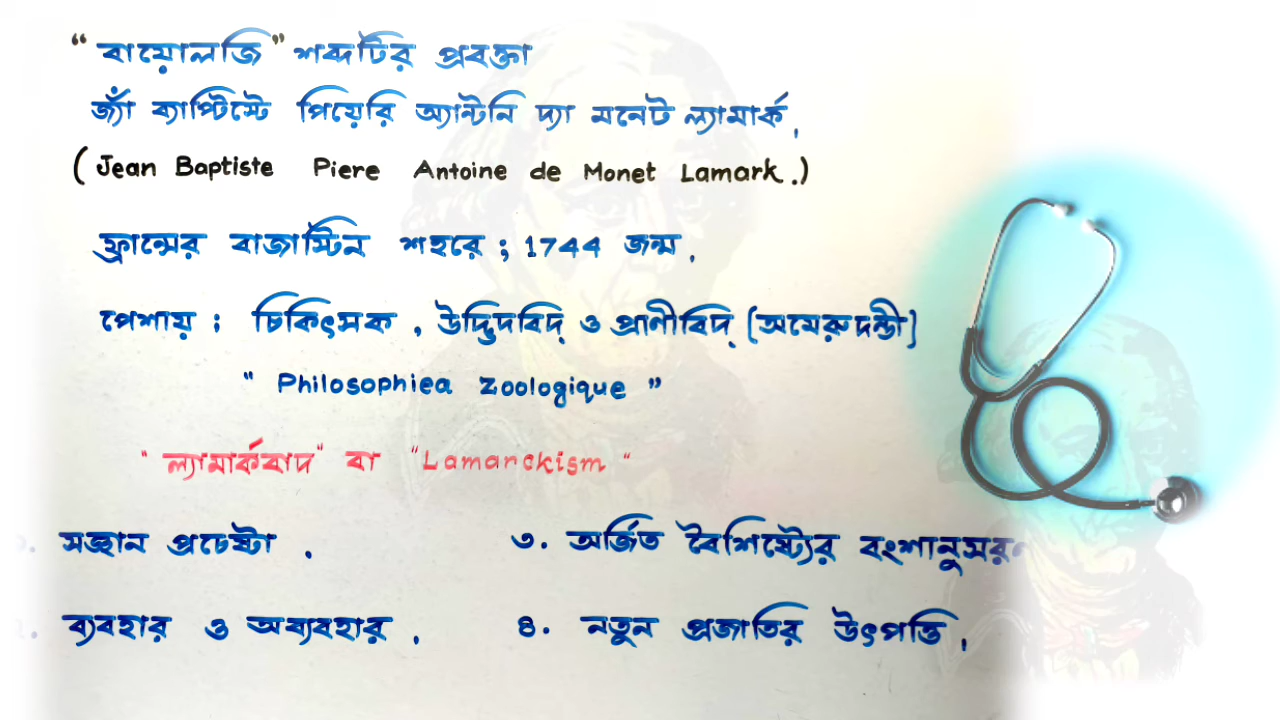 “বায়োলজি” শব্দটির প্রবক্তা
জ্যাঁ ব্যাপ্টিস্টে পিয়েরি অ্যান্টনি দ্যা মনেট ল্যামার্ক.
(Jean Baptiste Piere Antoine de Monet Lamark.)
ফ্রান্সের বাজাস্টিন শহরে ; 1744 জন্ম.
পেশায় : চিকিৎসক , উদ্ভিদবিদ্ ও প্রাণীবিদ্ (অমেরুদন্ডী)
“ Philosophiea Zoologique ”
“ ল্যামার্কবাদ” বা “Lamarckism “
সজ্ঞান প্রচেষ্টা .
৩. অর্জিত বৈশিষ্ট্যের বংশানুসরণ
ব্যবহার ও অব্যবহার .
৪. নতুন প্রজাতির উৎপত্তি .